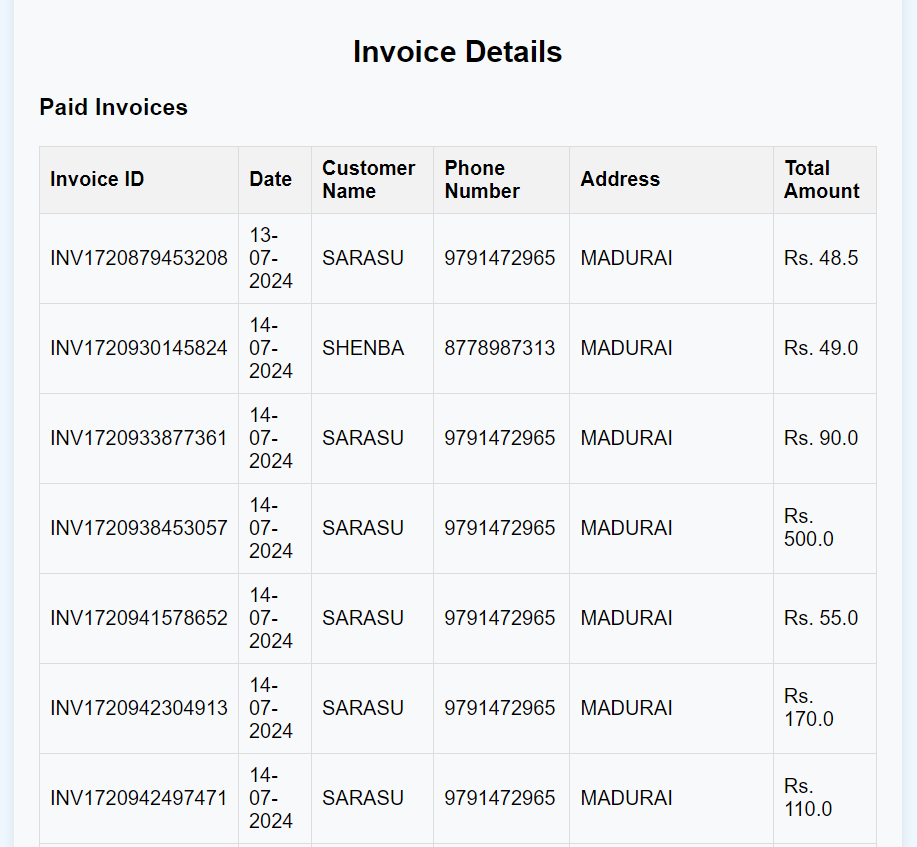 Invoice Details
Paid Invoices
Invoice ID Date Customer Name Phone Number Address Total Amount
INV1720879453208 13-07-2024 SARASU 9791472965 MADURAI Rs. 48.5
INV1720930145824 14-07-2024 SHENBA 8778987313 MADURAI Rs. 49.0
INV1720933877361 14-07-2024 SARASU 9791472965 MADURAI Rs. 90.0
INV1720938453057 14-07-2024 SARASU 9791472965 MADURAI Rs. 500.0
INV1720941578652 14-07-2024 SARASU 9791472965 MADURAI Rs. 55.0
INV1720942304913 14-07-2024 SARASU 9791472965 MADURAI Rs. 170.0
INV1720942497471 14-07-2024 SARASU 9791472965 MADURAI Rs. 110.0